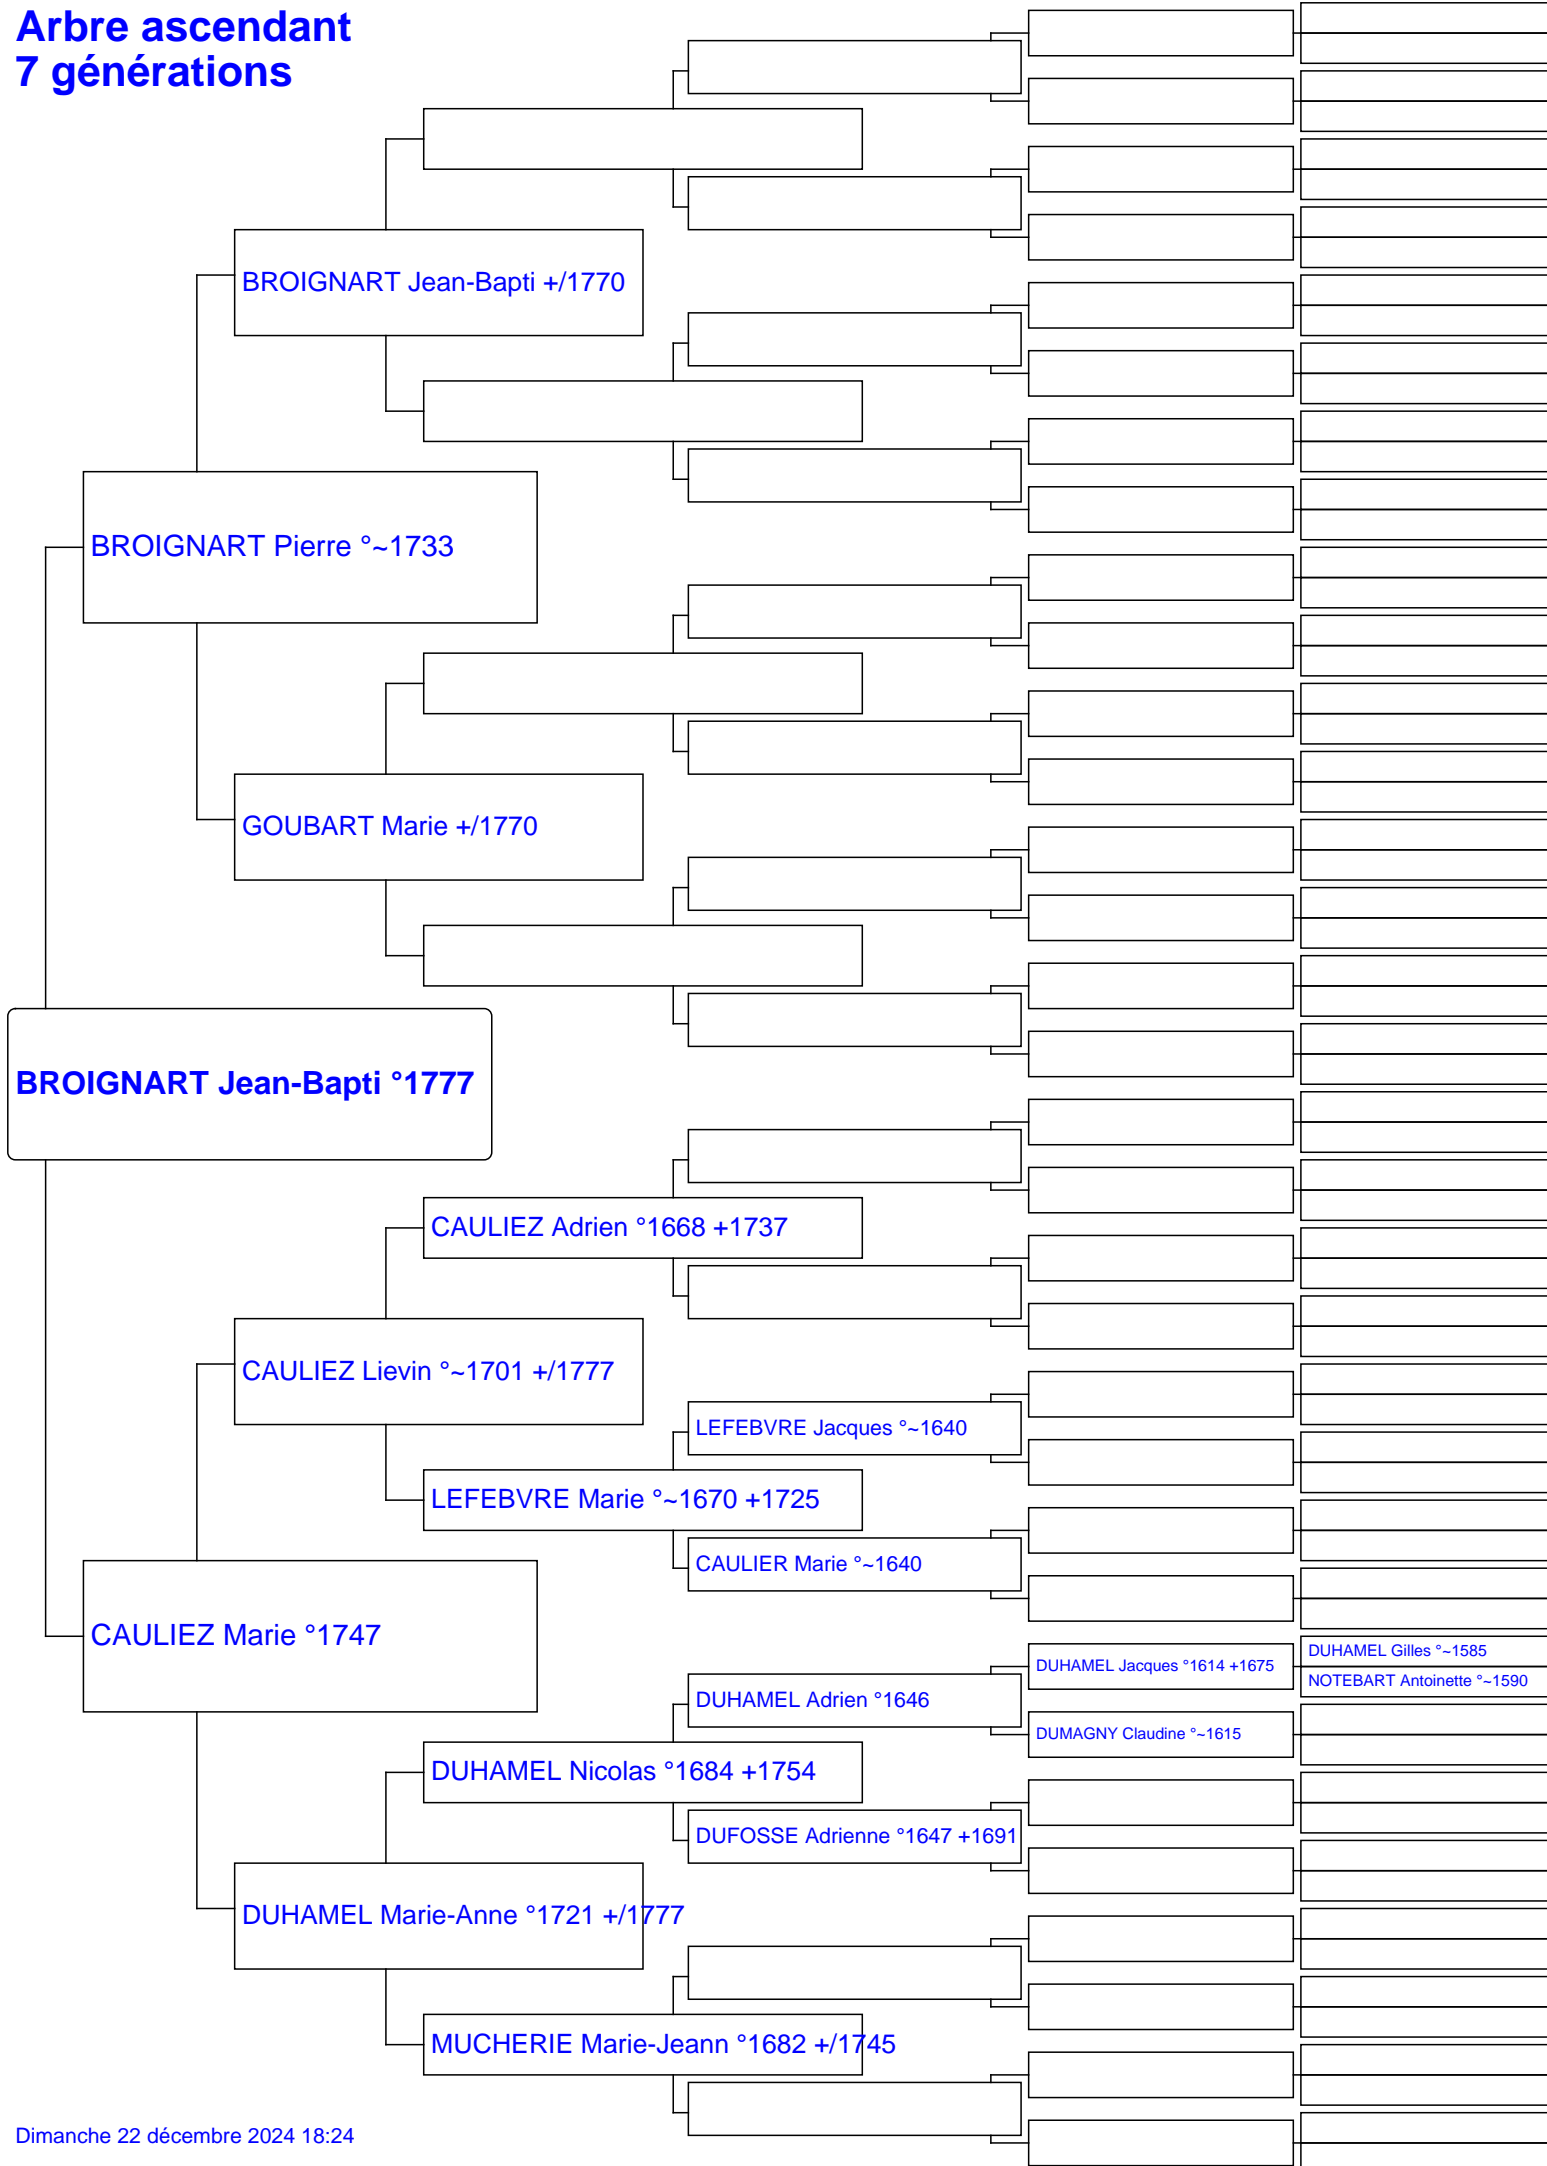 Arbre ascendant
7 générations
BROIGNART Jean-Bapti +/1770
BROIGNART Pierre °~1733
GOUBART Marie +/1770
BROIGNART Jean-Bapti °1777
CAULIEZ Adrien °1668 +1737
CAULIEZ Lievin °~1701 +/1777
LEFEBVRE Jacques °~1640
LEFEBVRE Marie °~1670 +1725
CAULIER Marie °~1640
CAULIEZ Marie °1747
DUHAMEL Gilles °~1585
DUHAMEL Jacques °1614 +1675
NOTEBART Antoinette °~1590
DUHAMEL Adrien °1646
DUMAGNY Claudine °~1615
DUHAMEL Nicolas °1684 +1754
DUFOSSE Adrienne °1647 +1691
DUHAMEL Marie-Anne °1721 +/1777
MUCHERIE Marie-Jeann °1682 +/1745
Dimanche 22 décembre 2024 18:24